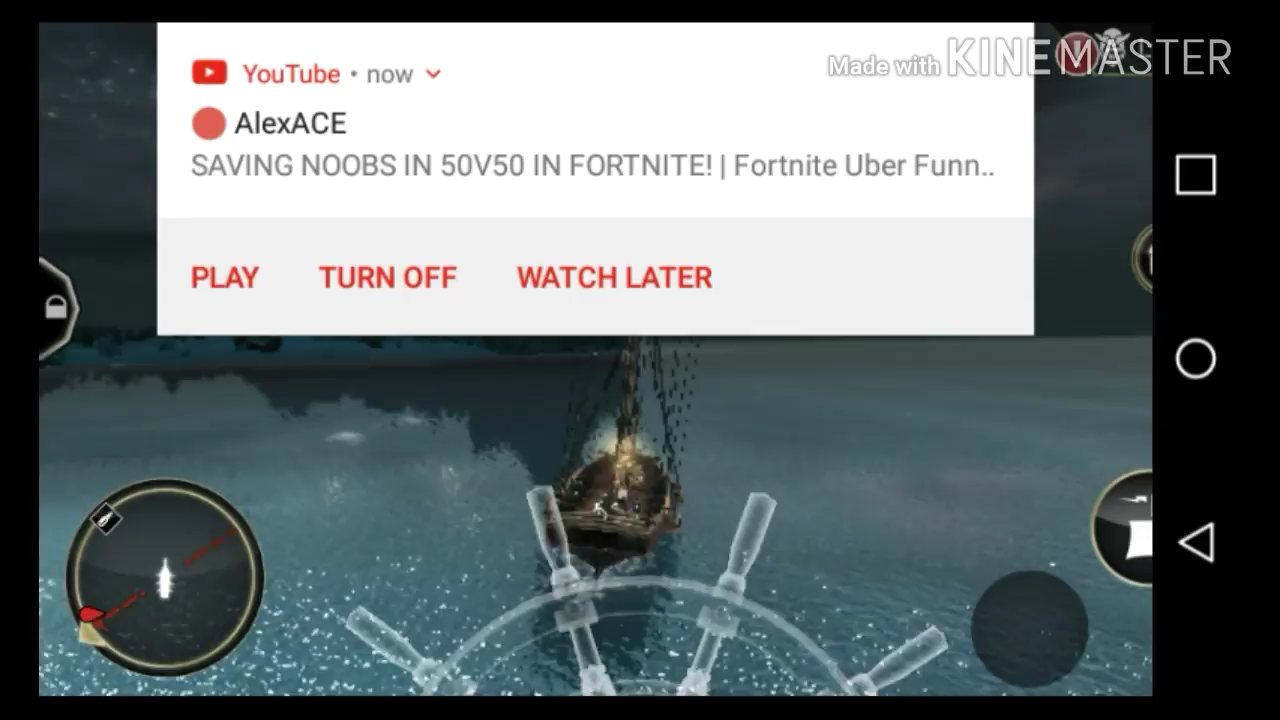 YouTube • now
Made with KINEMASTER
AlexACE
SAVING NOOBS IN 50V50 IN FORTNITE! | Fortnite Uber Funn..
PLAY TURN OFF WATCH LATER